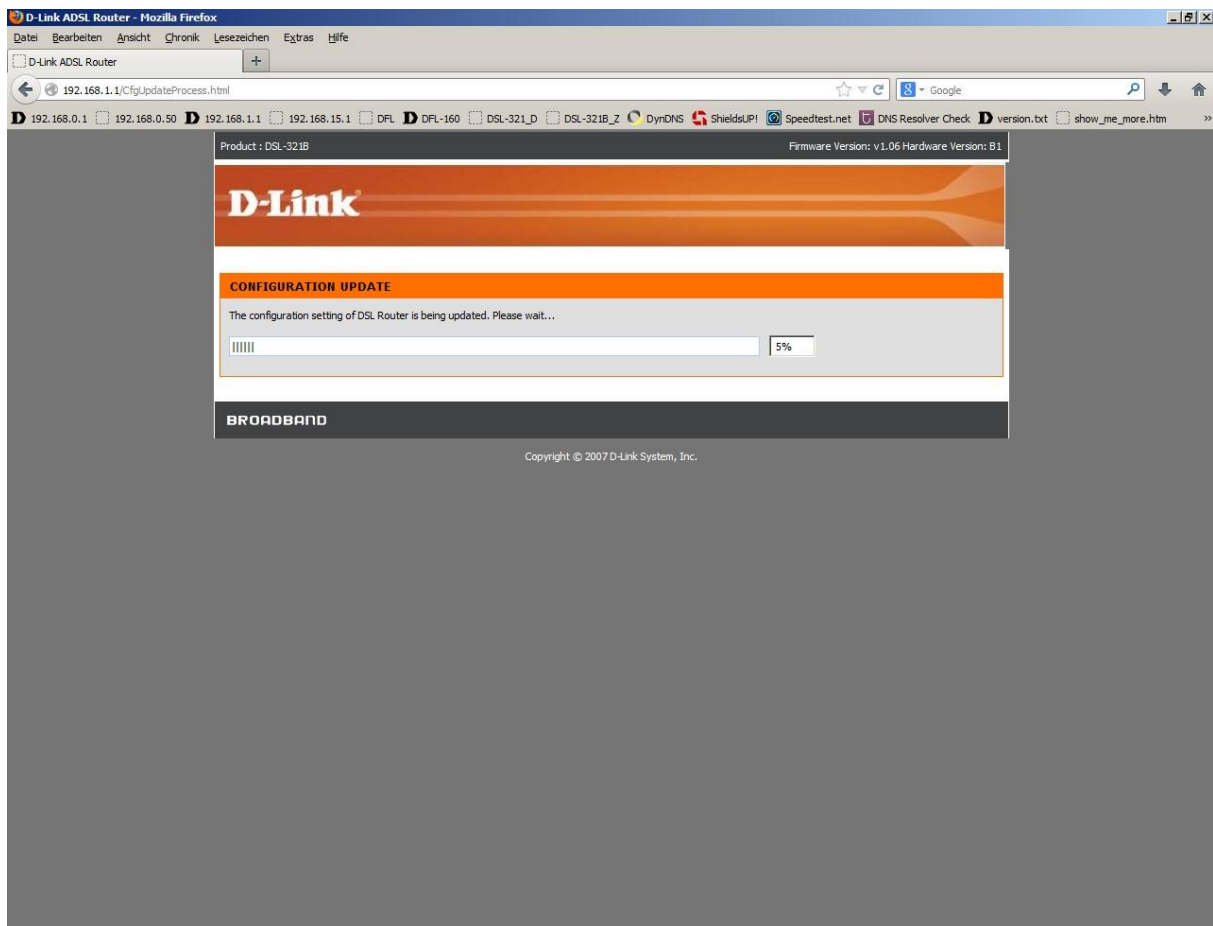 D-Link ADSL Router - Mozilla Firefox
Datei Bearbeiten Ansicht Chronik Lesezeichen Extras Hilfe
D-Link ADSL Router
192.168.1.1/CfgUpdateProcess.html
Google
192.168.0.1 192.168.0.50 192.168.1.1 192.168.15.1 DFL DFL-160 DSL-321_D DSL-321B_Z DynDNS ShieldsUP! Speedtest.net DNS Resolver Check version.txt show_me_more.htm »
Product : DSL-321B Firmware Version: v1.06 Hardware Version: B1
D-Link
CONFIGURATION UPDATE
The configuration setting of DSL Router is being updated. Please wait...
|||||| 5%
BROADBAND
Copyright © 2007 D-Link System, Inc.